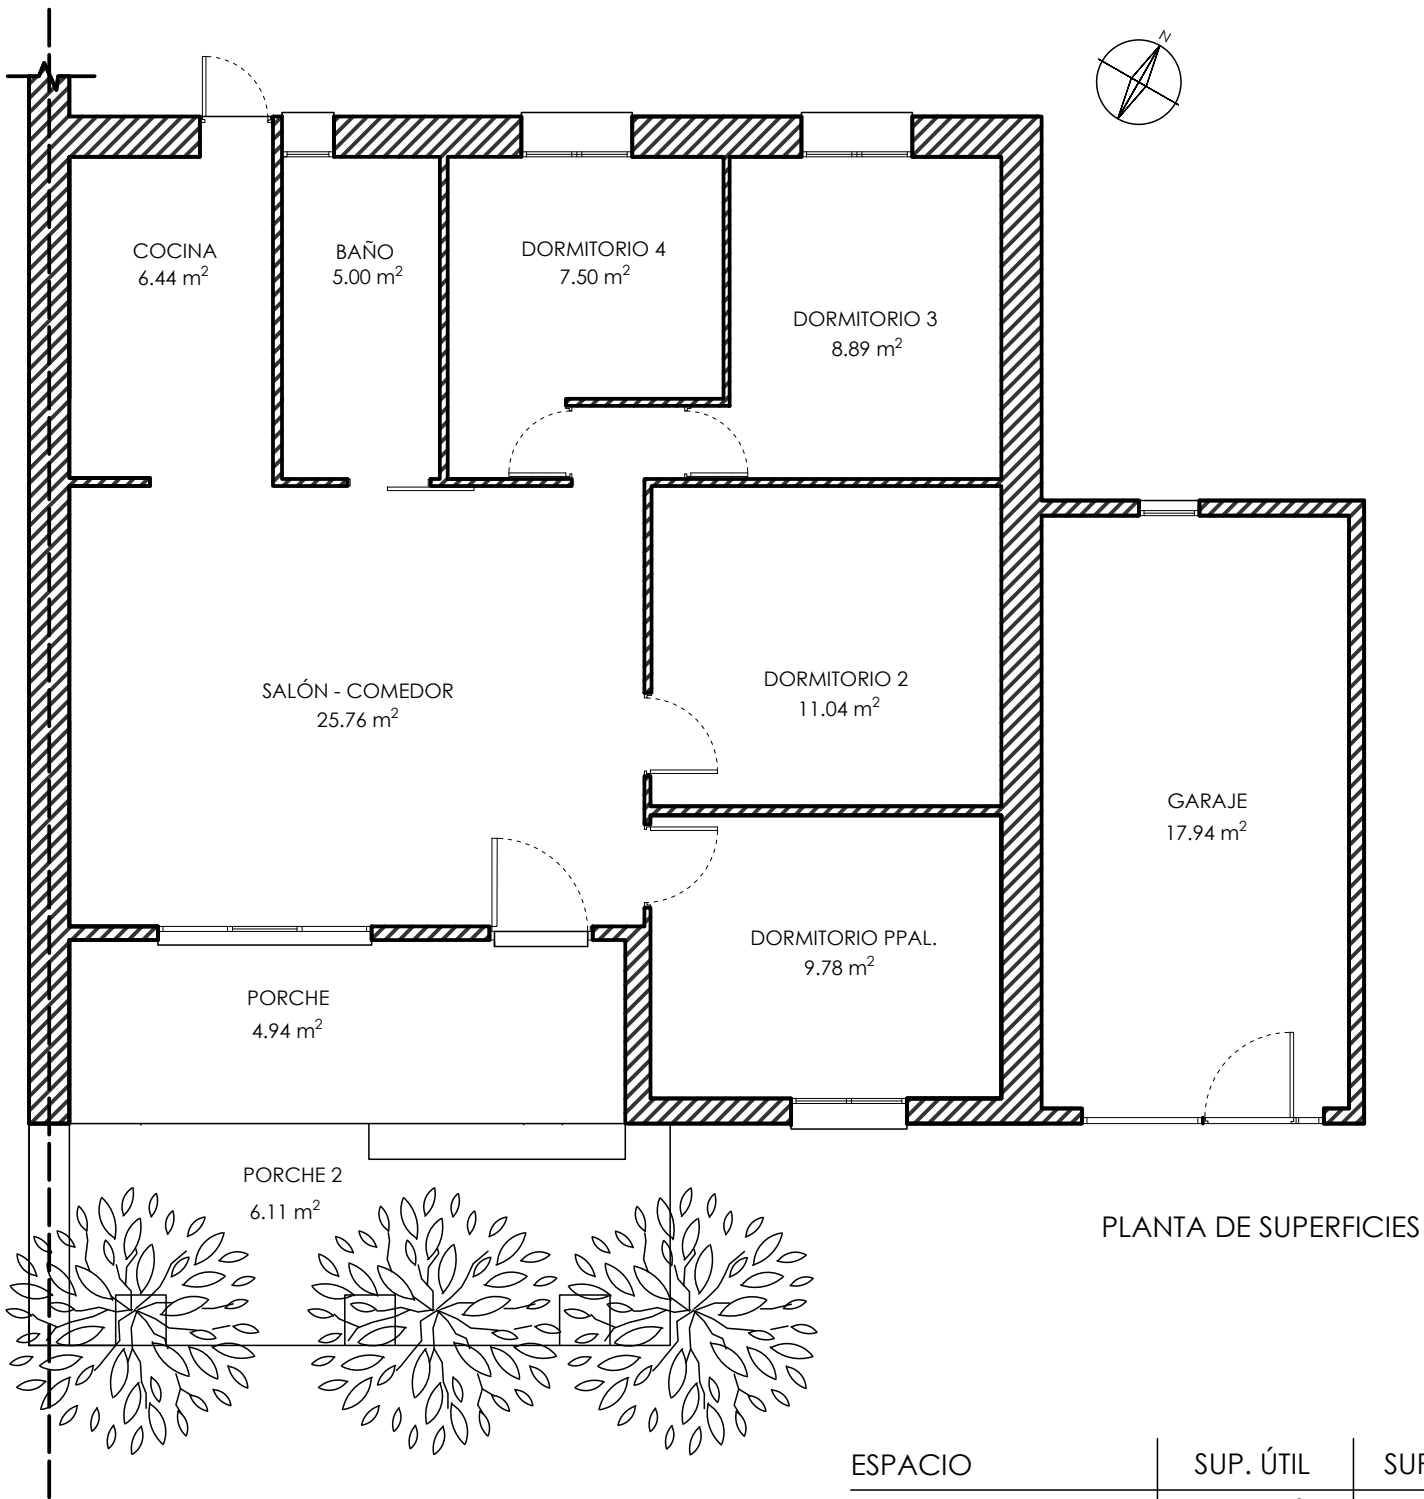 N
COCINA
6.44 m²
BAÑO
5.00 m²
DORMITORIO 4
7.50 m²
DORMITORIO 3
8.89 m²
SALÓN - COMEDOR
25.76 m²
DORMITORIO 2
11.04 m²
GARAJE
17.94 m²
DORMITORIO PPAL.
9.78 m²
PORCHE
4.94 m²
PORCHE 2
6.11 m²
PLANTA DE SUPERFICIES
ESPACIO SUP. ÚTIL